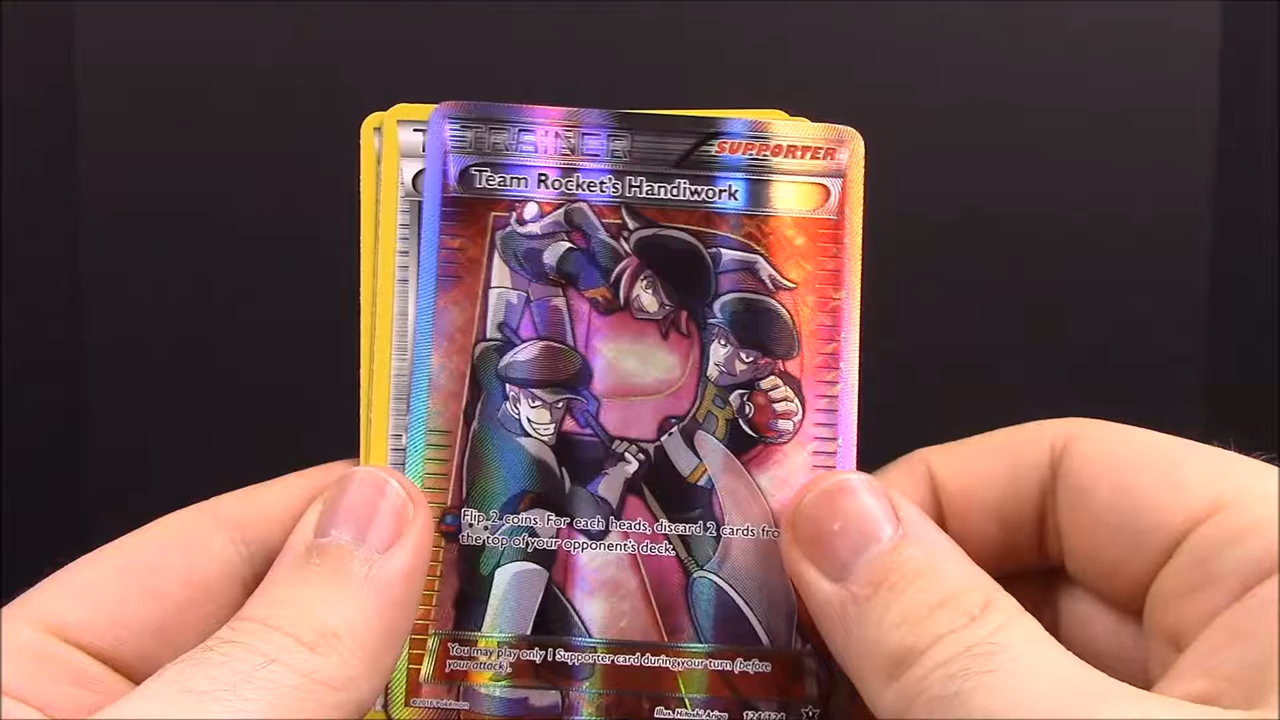 TRAINER
SUPPORTER
Team Rocket's Handiwork
R
Flip 2 coins. For each heads, discard 2 cards fro
the top of your opponent's deck.
You may play only 1 Supporter card during your turn (before
your attack).
©2016 Pokémon
Illus. Hitoshi Ariga
124/124